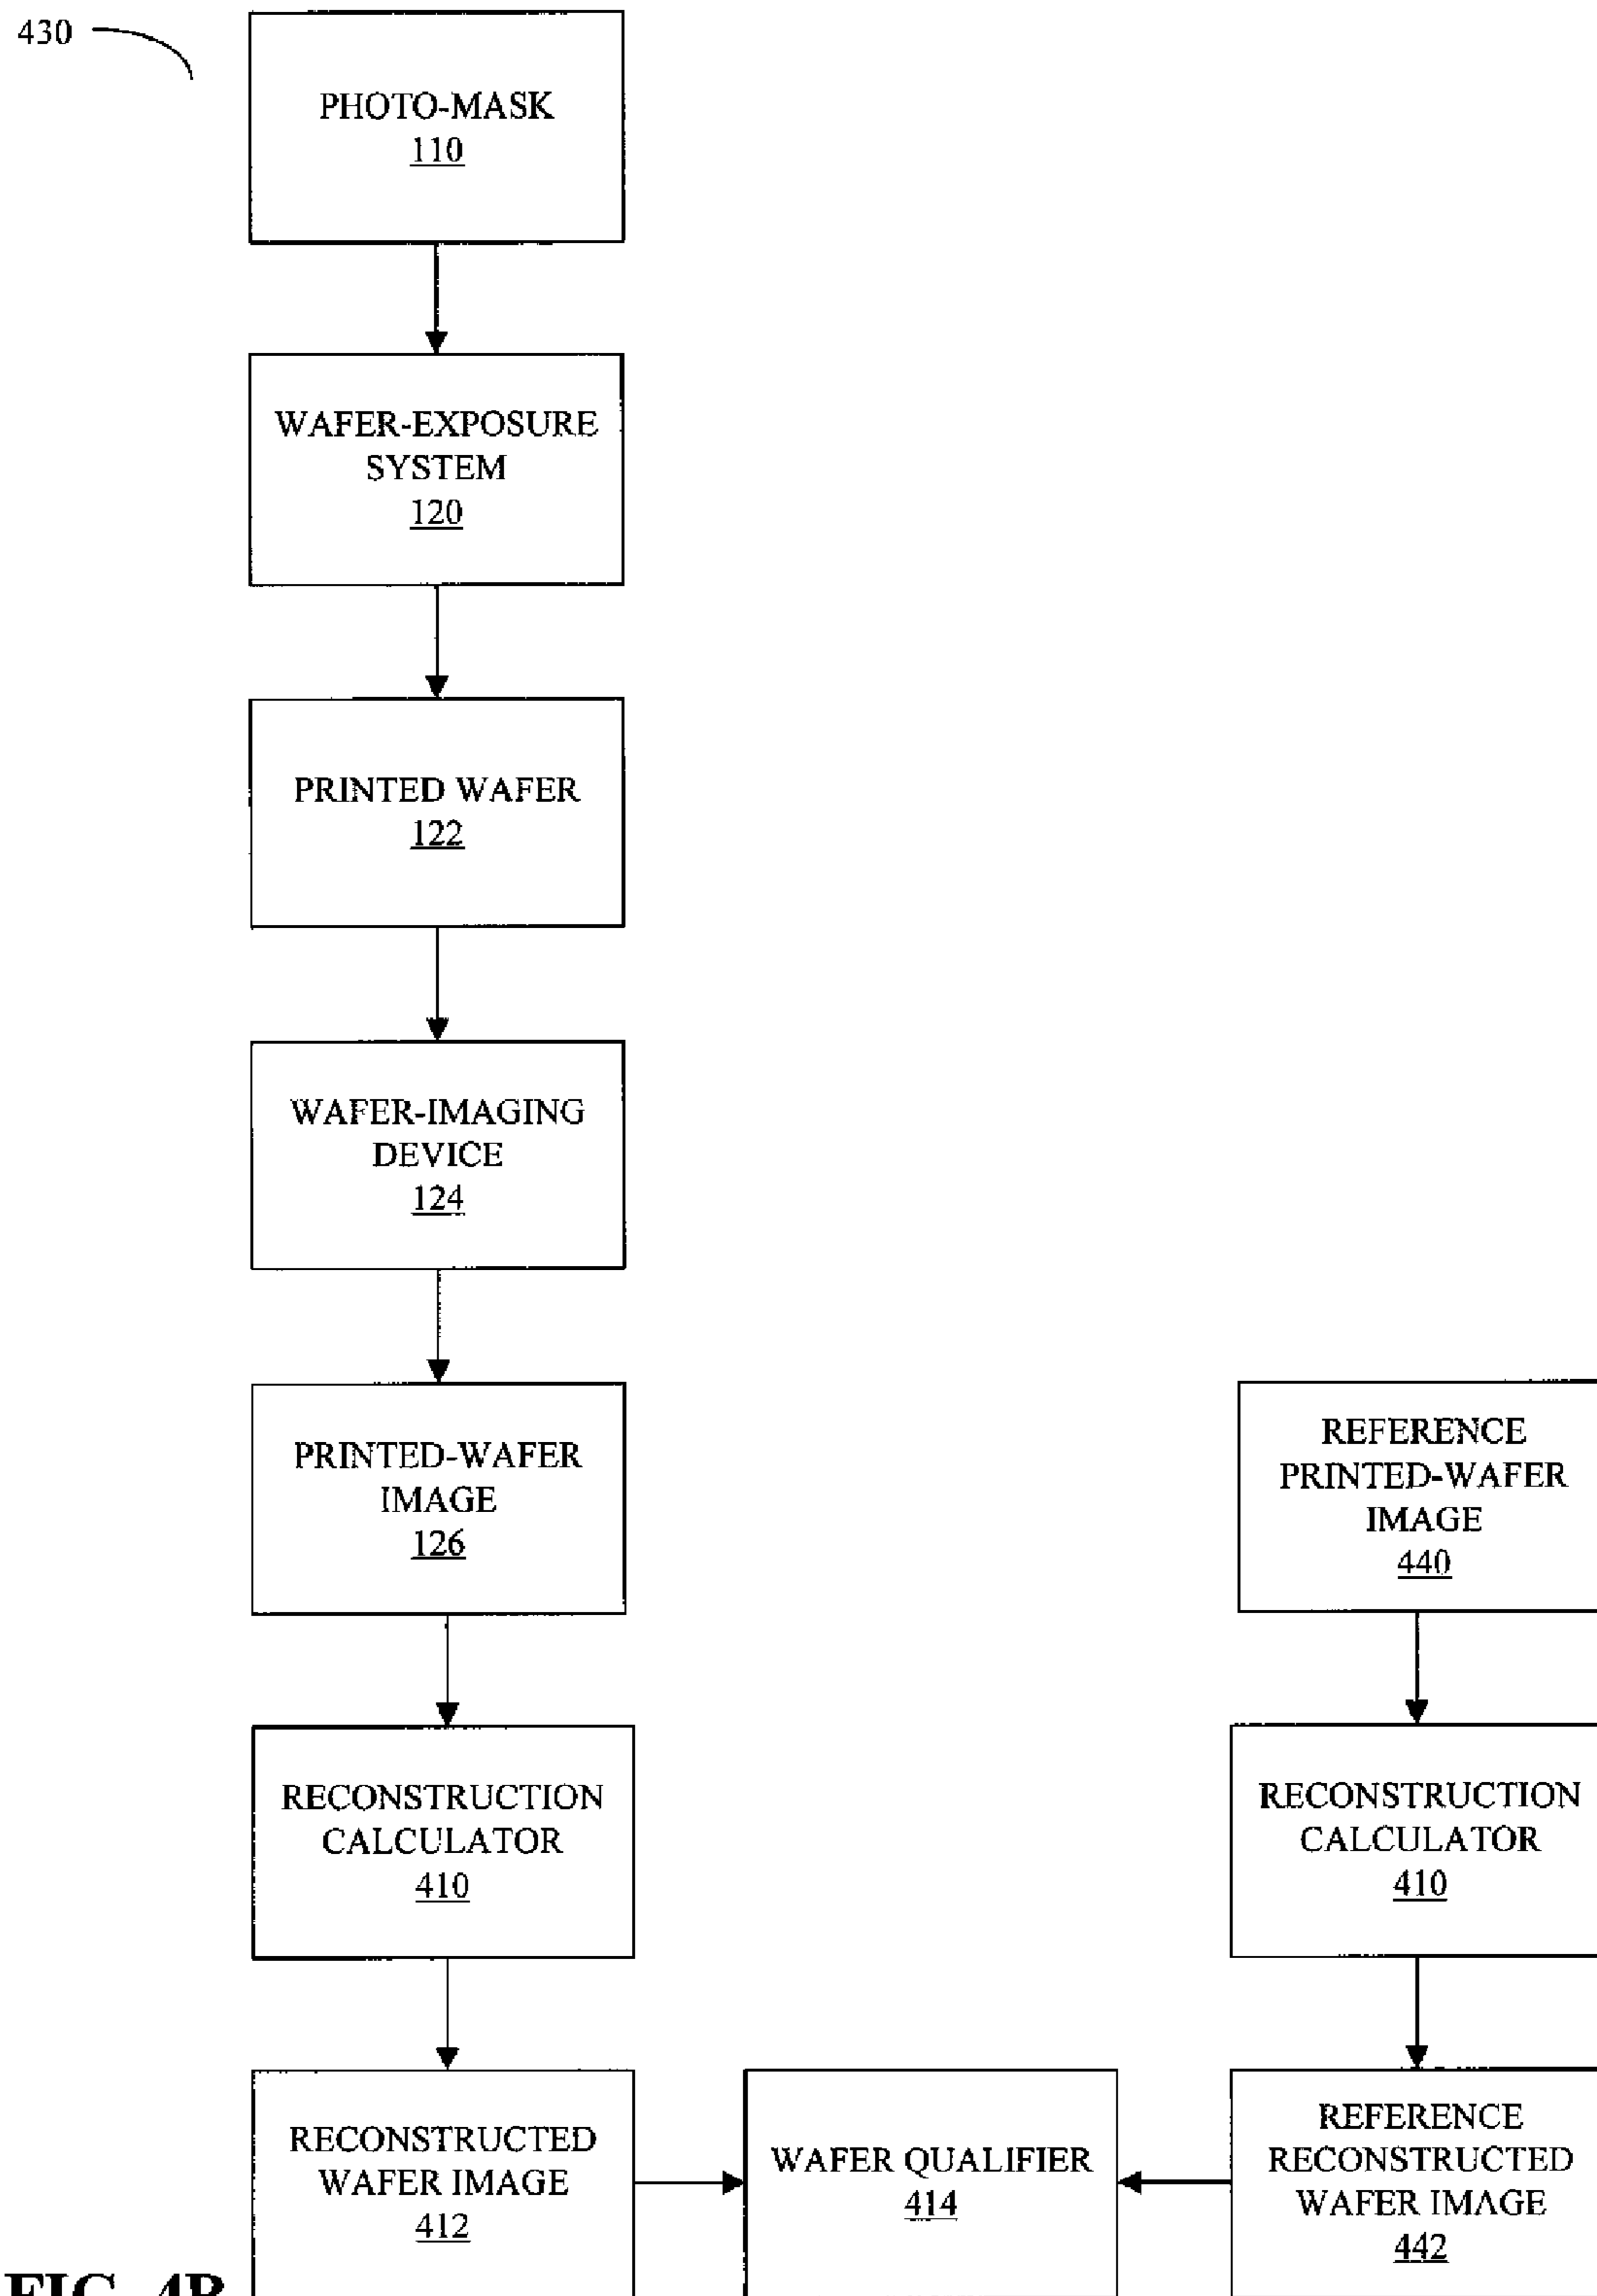 430
PHOTO-MASK
110
WAFER-EXPOSURE
SYSTEM
120
PRINTED WAFER
122
WAFER-IMAGING
DEVICE
124
PRINTED-WAFER
IMAGE
126
REFERENCE
PRINTED-WAFER
IMAGE
440
RECONSTRUCTION
CALCULATOR
410
RECONSTRUCTION
CALCULATOR
410
RECONSTRUCTED
WAFER IMAGE
412
WAFER QUALIFIER
414
REFERENCE
RECONSTRUCTED
WAFER IMAGE
442
FIG. 4B